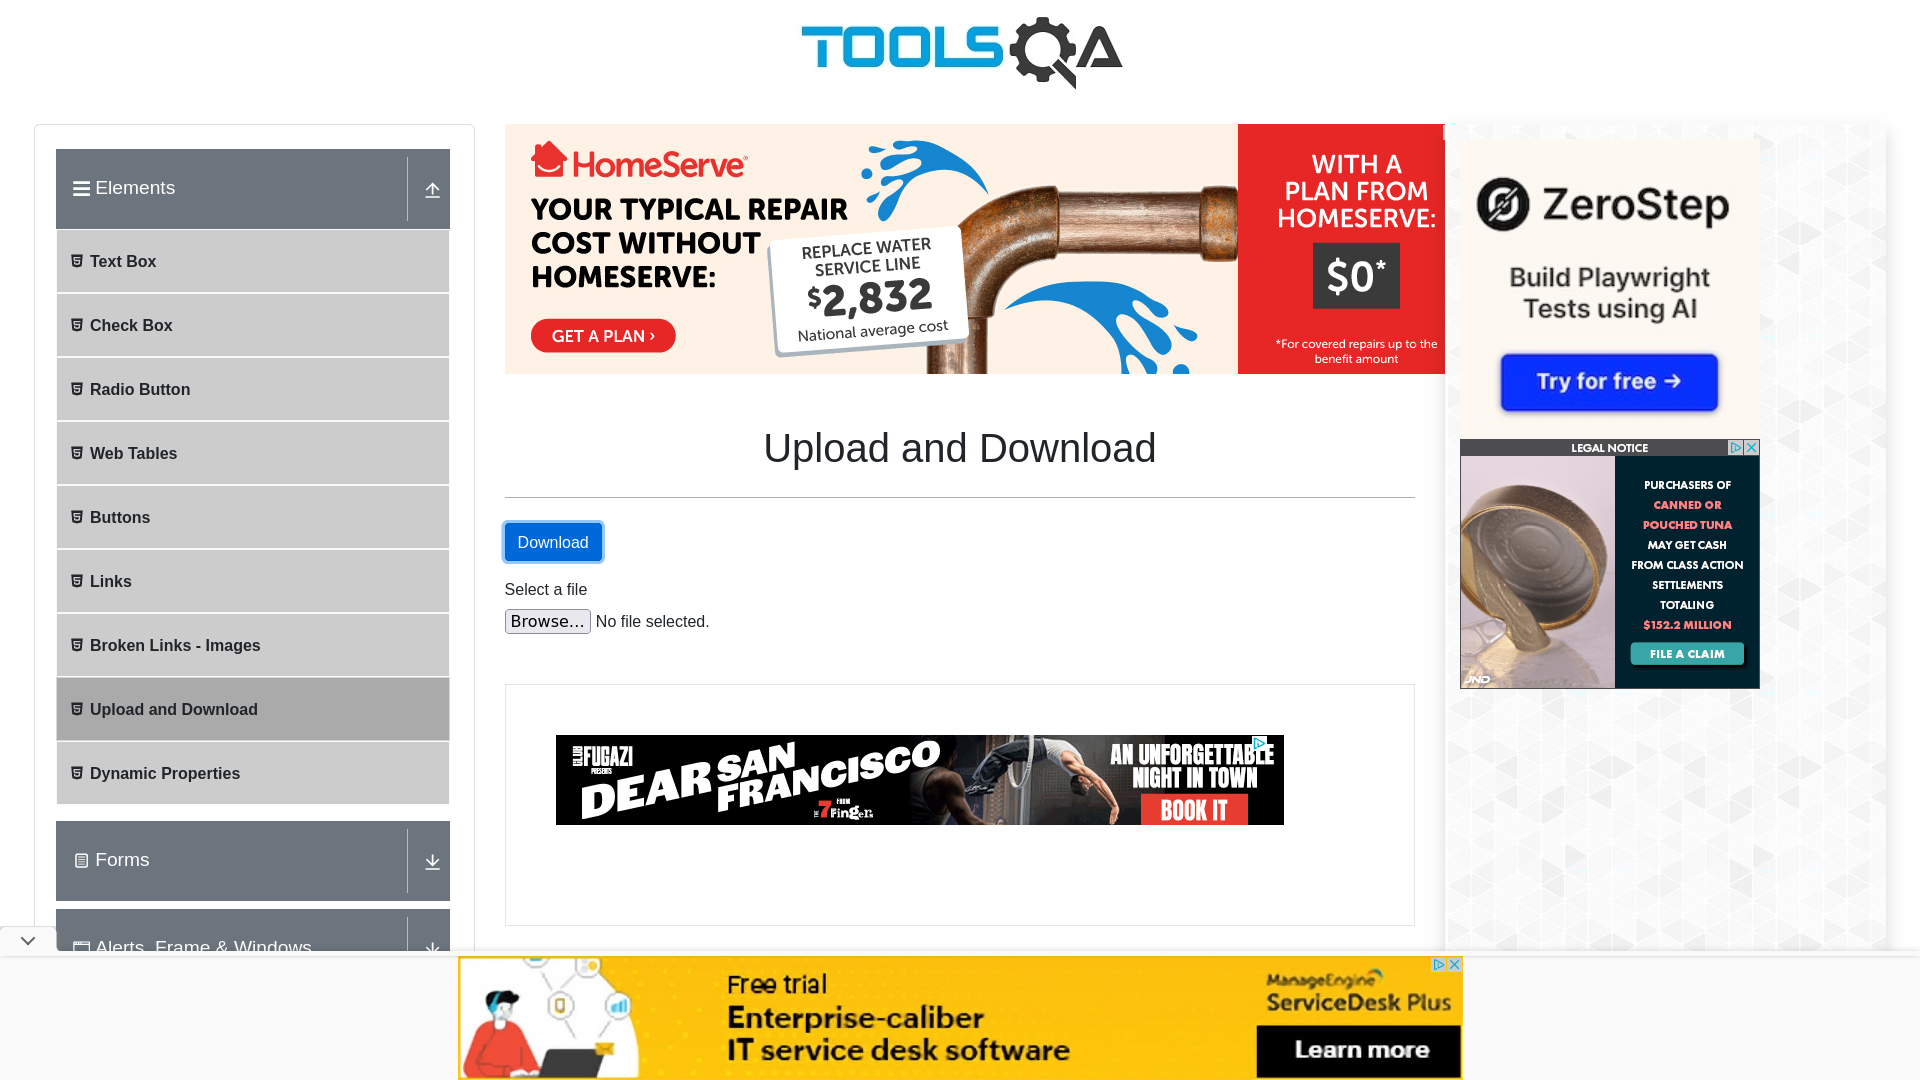 TOOLSQA
Elements
Text Box
Check Box
Radio Button
Web Tables
Buttons
Links
Broken Links - Images
Upload and Download
Dynamic Properties
Forms
Alerts, Frame & Windows
HomeServe
YOUR TYPICAL REPAIR
COST WITHOUT
HOMESERVE:
GET A PLAN ›
REPLACE WATER
SERVICE LINE
$2,832
National average cost
WITH A
PLAN FROM
HOMESERVE:
$0*
*For covered repairs up to the
benefit amount
Upload and Download
Download
Select a file
Browse... No file selected.
CLUB
FUGAZI
PRESENTS
DEAR SAN
FRANCISCO
FROM
THE 7 Fingers
AN UNFORGETTABLE
NIGHT IN TOWN
BOOK IT
ZeroStep
Build Playwright
Tests using AI
Try for free →
LEGAL NOTICE
PURCHASERS OF
CANNED OR
POUCHED TUNA
MAY GET CASH
FROM CLASS ACTION
SETTLEMENTS
TOTALING
$152.2 MILLION
FILE A CLAIM
JND
Free trial
Enterprise-caliber
IT service desk software
ManageEngine
ServiceDesk Plus
Learn more